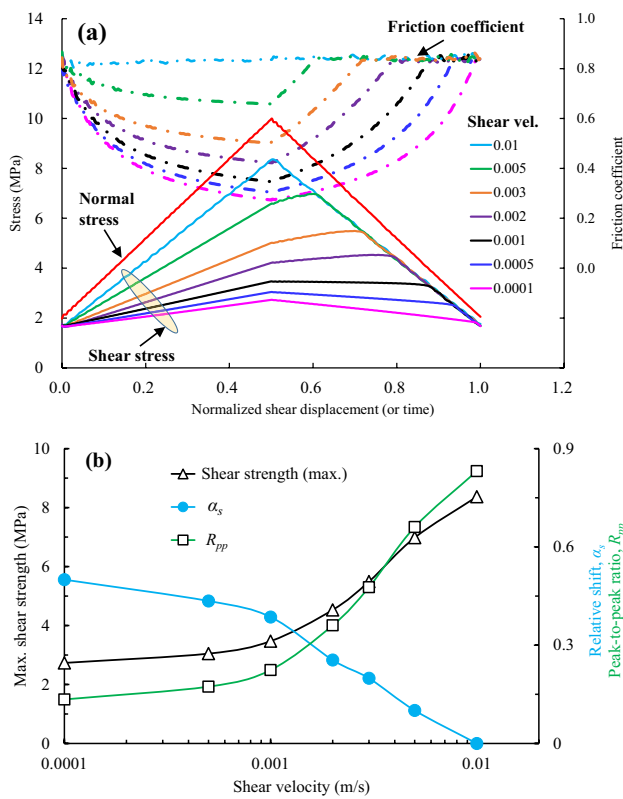 (a)
Friction coefficient
Stress (MPa)
14
12
10
8
6
4
2
0
1.0
0.8
0.6
0.4
0.2
0.0
Friction coefficient
Shear vel.
0.01
0.005
0.003
0.002
0.001
0.0005
0.0001
Normal
stress
Shear stress
0.0 0.2 0.4 0.6 0.8 1.0 1.2
Normalized shear displacement (or time)
(b)
Max. shear strength (MPa)
10
8
6
4
2
0
Shear strength (max.)
αs
Rpp
0.9
0.6
0.3
0
Relative shift, αs
Peak-to-peak ratio, Rpp
0.0001 0.001 0.01
Shear velocity (m/s)